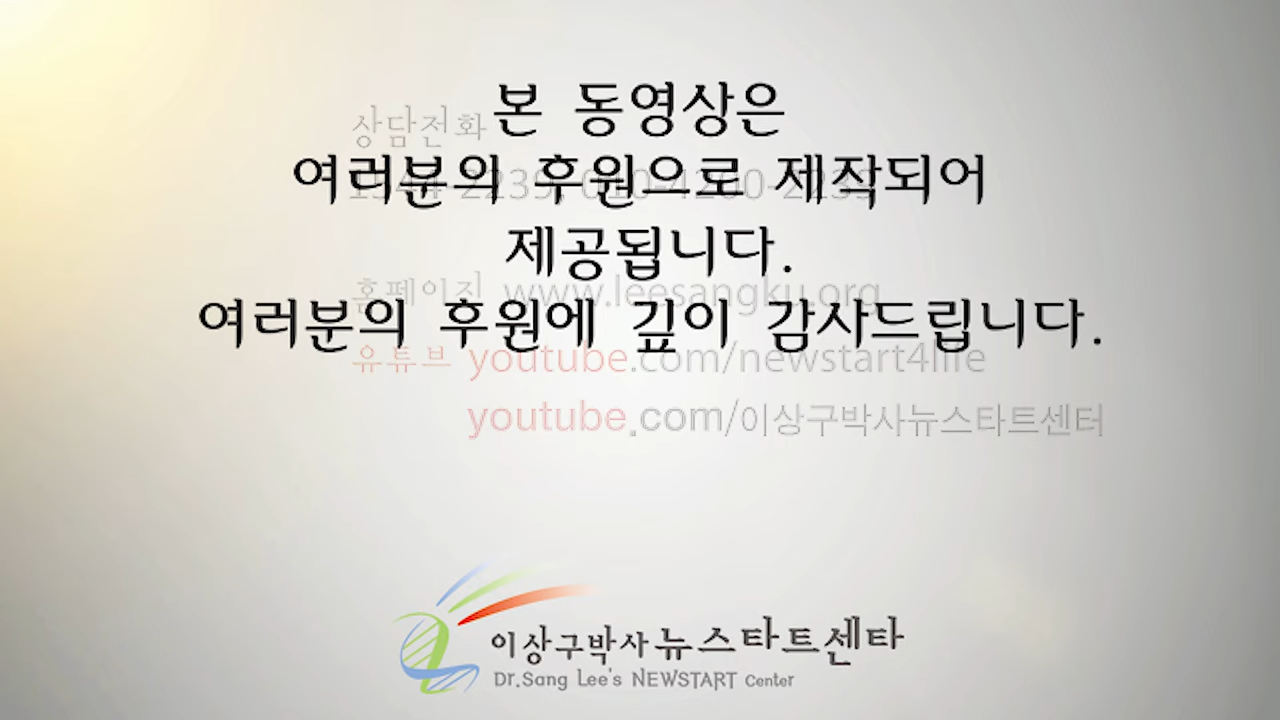 본 동영상은
여러분의 후원으로 제작되어
제공됩니다.
여러분의 후원에 깊이 감사드립니다.
상담전화
홈페이지 www.leesangku.org
유튜브 youtube.com/newstart4life
youtube.com/이상구박사뉴스타트센터
이상구박사 뉴스타트센타
Dr.Sang Lee's NEWSTART Center